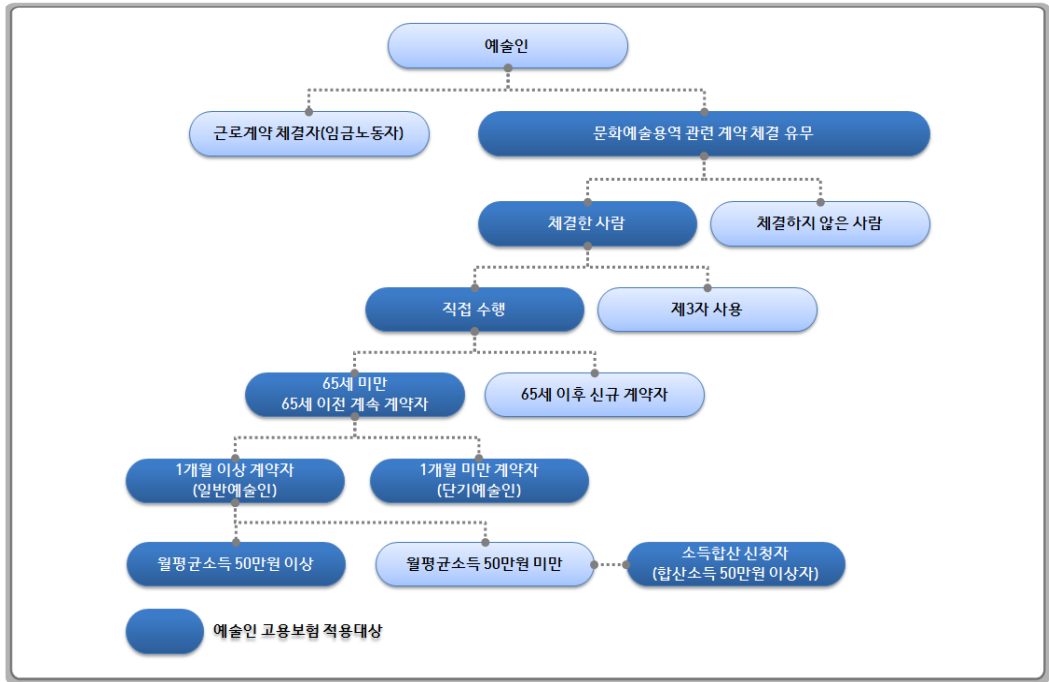 예술인
근로계약 체결자(임금노동자)
문화예술용역 관련 계약 체결 유무
체결한 사람
체결하지 않은 사람
직접 수행
제3자 사용
65세 미만
65세 이전 계속 계약자
65세 이후 신규 계약자
1개월 이상 계약자
(일반예술인)
1개월 미만 계약자
(단기예술인)
월평균소득 50만원 이상
월평균소득 50만원 미만
소득합산 신청자
(합산소득 50만원 이상자)
예술인 고용보험 적용대상